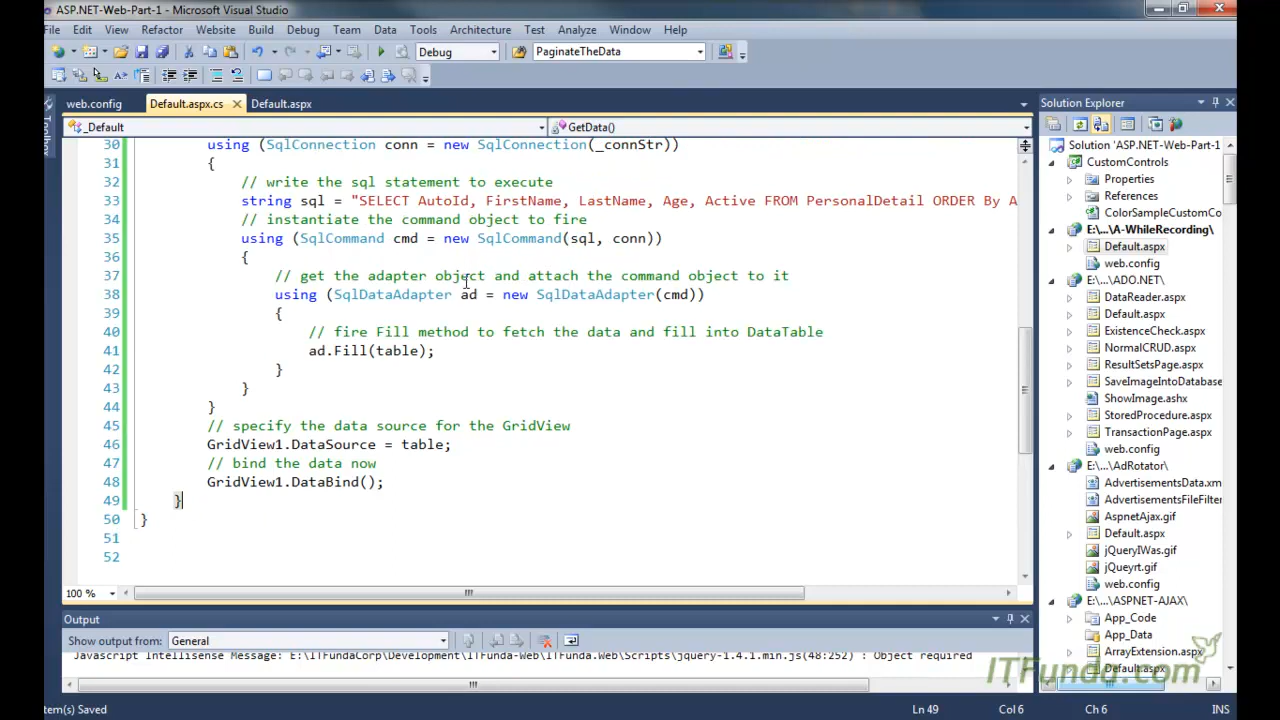 ASP.NET-Web-Part-1 - Microsoft Visual Studio
File Edit View Refactor Website Build Debug Team Data Tools Architecture Test Analyze Window Help
Debug PaginateTheData
web.config Default.aspx.cs Default.aspx
_Default GetData()
30 using (SqlConnection conn = new SqlConnection(_connStr))
31 {
32 // write the sql statement to execute
33 string sql = "SELECT AutoId, FirstName, LastName, Age, Active FROM PersonalDetail ORDER By A
34 // instantiate the command object to fire
35 using (SqlCommand cmd = new SqlCommand(sql, conn))
36 {
37 // get the adapter object and attach the command object to it
38 using (SqlDataAdapter ad = new SqlDataAdapter(cmd))
39 {
40 // fire Fill method to fetch the data and fill into DataTable
41 ad.Fill(table);
42 }
43 }
44 }
45 // specify the data source for the GridView
46 GridView1.DataSource = table;
47 // bind the data now
48 GridView1.DataBind();
49 }
50 }
51
52
100 %
Output
Show output from: General
Javascript Intellisense Message: E:\ITFundaCorp\Development\ITFunda-Web\ITFunda.Web\Scripts\jquery-1.4.1.min.js(48:252) : Object required
Solution Explorer
Solution 'ASP.NET-Web-Part-1
CustomControls
Properties
References
ColorSampleCustomCo
E:\...\A-WhileRecording\
Default.aspx
web.config
E:\...\ADO.NET\
DataReader.aspx
Default.aspx
ExistenceCheck.aspx
NormalCRUD.aspx
ResultSetsPage.aspx
SaveImageIntoDatabase
ShowImage.ashx
StoredProcedure.aspx
TransactionPage.aspx
web.config
E:\...\AdRotator\
AdvertisementsData.xm
AdvertisementsFileFilter
AspnetAjax.gif
Default.aspx
jQueryIWas.gif
jQueryrt.gif
web.config
E:\...\ASPNET-AJAX\
App_Code
App_Data
ArrayExtension.aspx
Default.aspx
ITFunda.com
tem(s) Saved Ln 49 Col 6 Ch 6 INS
Toolbox